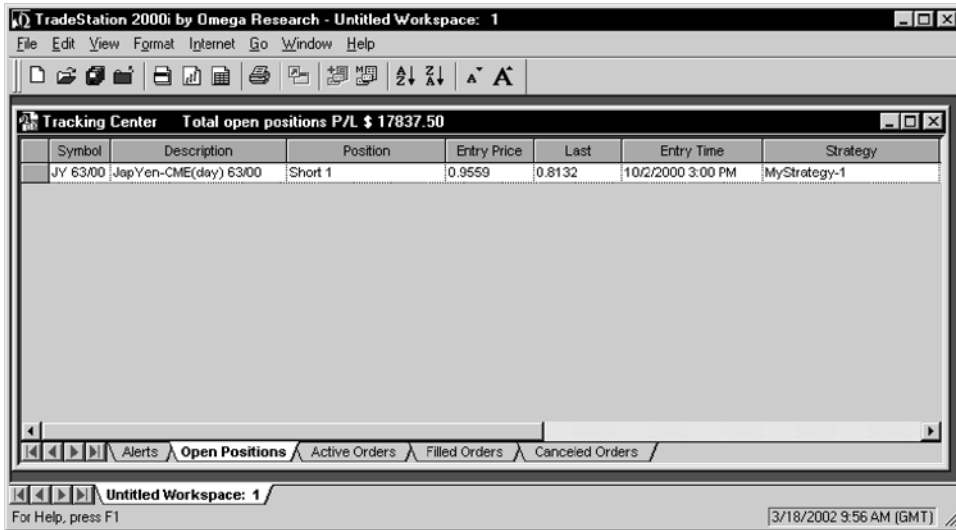 TradeStation 2000i by Omega Research - Untitled Workspace: 1
File Edit View Format Internet Go Window Help
Tracking Center Total open positions P/L $ 17837.50
Symbol Description Position Entry Price Last Entry Time Strategy
JY 63/00 JapYen-CME(day) 63/00 Short 1 0.9559 0.8132 10/2/2000 3:00 PM MyStrategy-1
Alerts Open Positions Active Orders Filled Orders Canceled Orders
Untitled Workspace: 1
For Help, press F1 3/18/2002 9:56 AM (GMT)